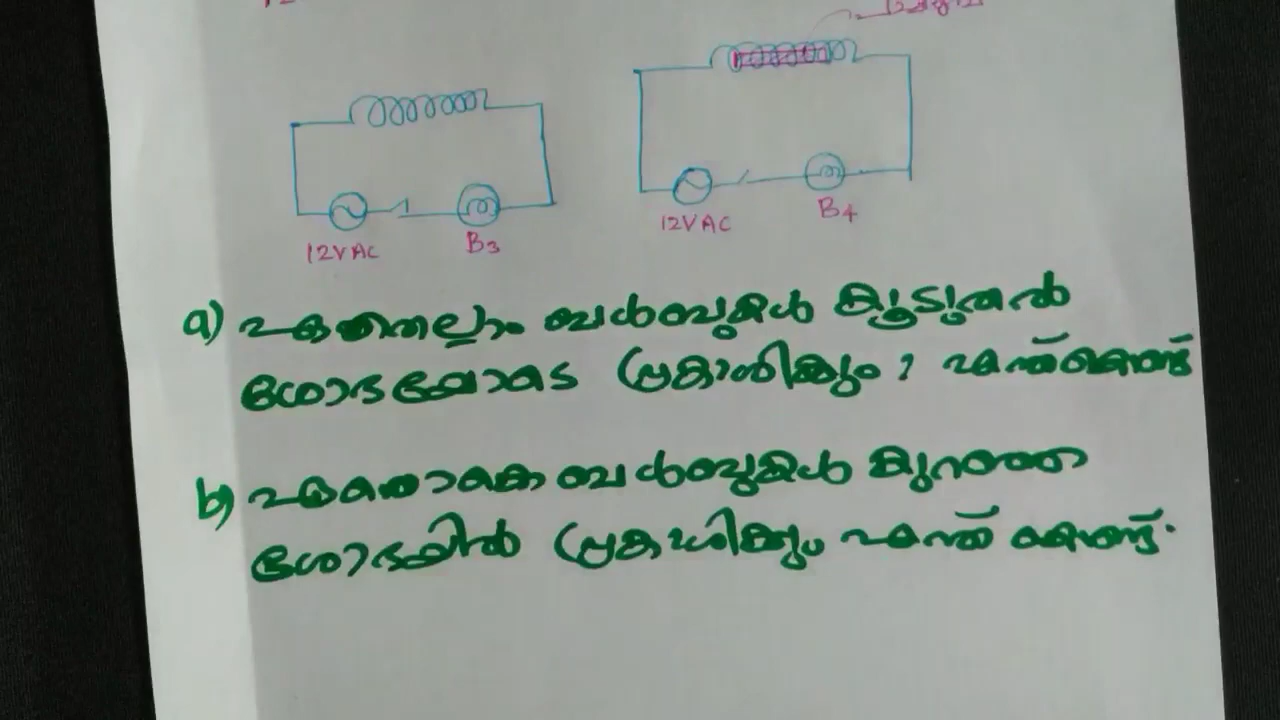 12VAC
B3
12VAC
B4
a) ഏതെല്ലാം ബൾബുകൾ കൂടുതൽ
ശോഭയോടെ പ്രകാശിക്കും? എന്ത്കൊണ്ട്
b) ഏതൊക്കെ ബൾബുകൾ കുറഞ്ഞ
ശോഭയിൽ പ്രകാശിക്കും എന്ത് കൊണ്ട്.